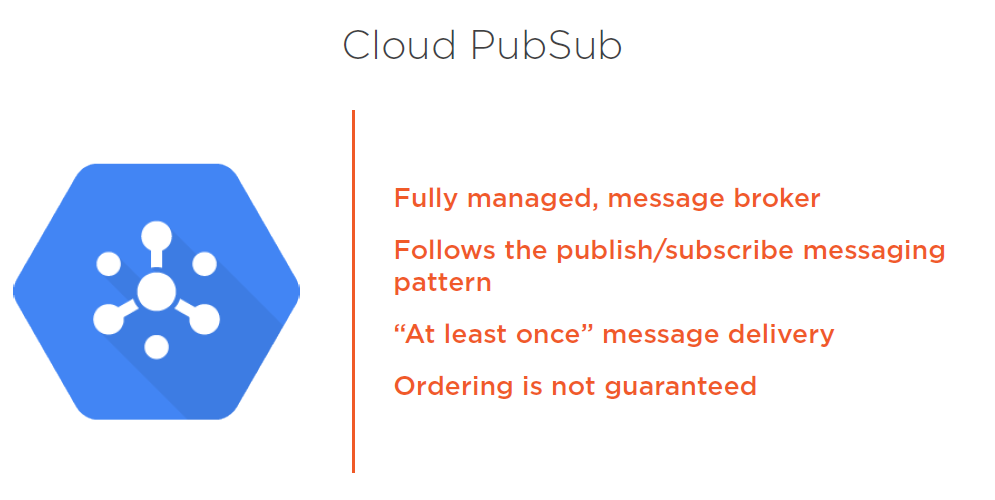 Cloud PubSub
Fully managed, message broker
Follows the publish/subscribe messaging
pattern
“At least once” message delivery
Ordering is not guaranteed